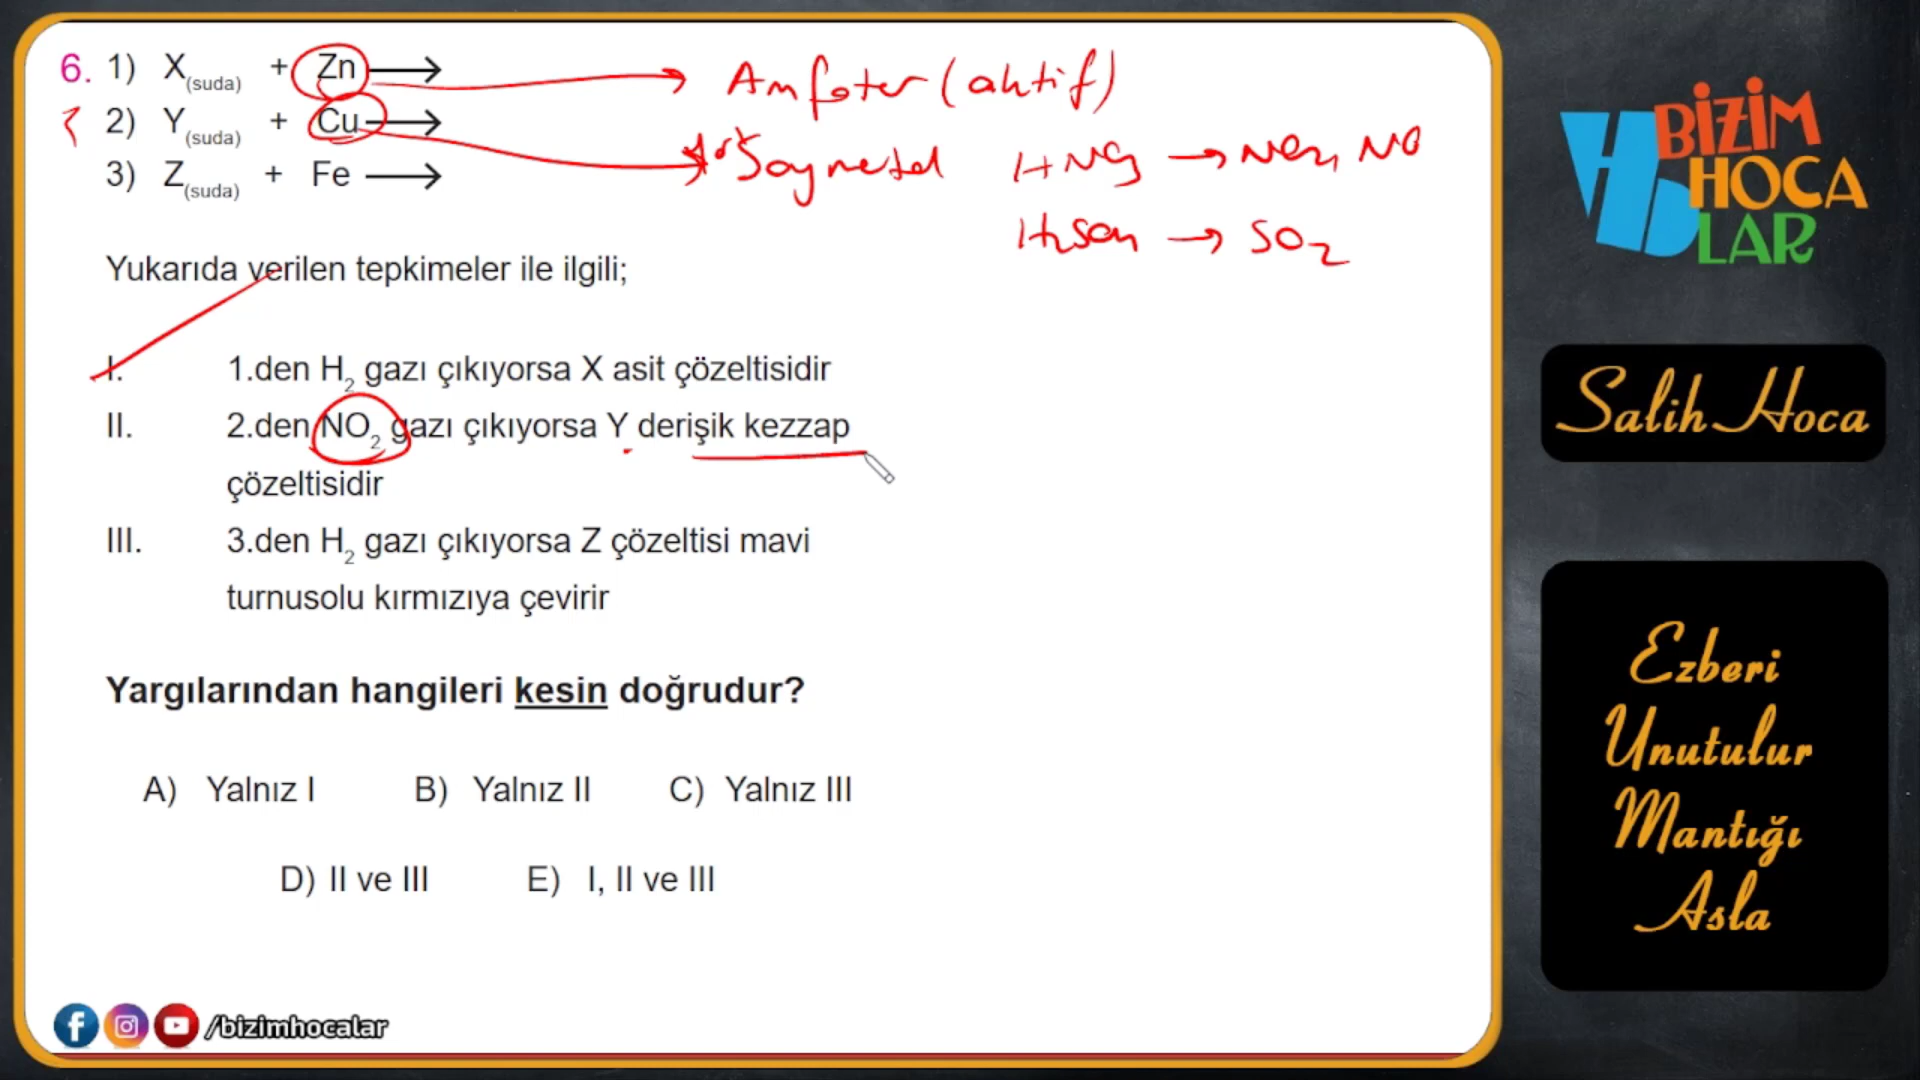 6. 1) X(suda) + Zn →
2) Y(suda) + Cu →
3) Z(suda) + Fe →
Amfoter (aktif)
Soy metal HNO3 → NO2, NO
H2SO4 → SO2
Yukarıda verilen tepkimeler ile ilgili;
I. 1.den H2 gazı çıkıyorsa X asit çözeltisidir
II. 2.den NO2 gazı çıkıyorsa Y derişik kezzap
çözeltisidir
III. 3.den H2 gazı çıkıyorsa Z çözeltisi mavi
turnusolu kırmızıya çevirir
Yargılarından hangileri kesin doğrudur?
A) Yalnız I B) Yalnız II C) Yalnız III
D) II ve III E) I, II ve III
/bizimhocalar
BİZİM
HOCA
LAR
Salih Hoca
Ezberi
Unutulur
Mantığı
Asla